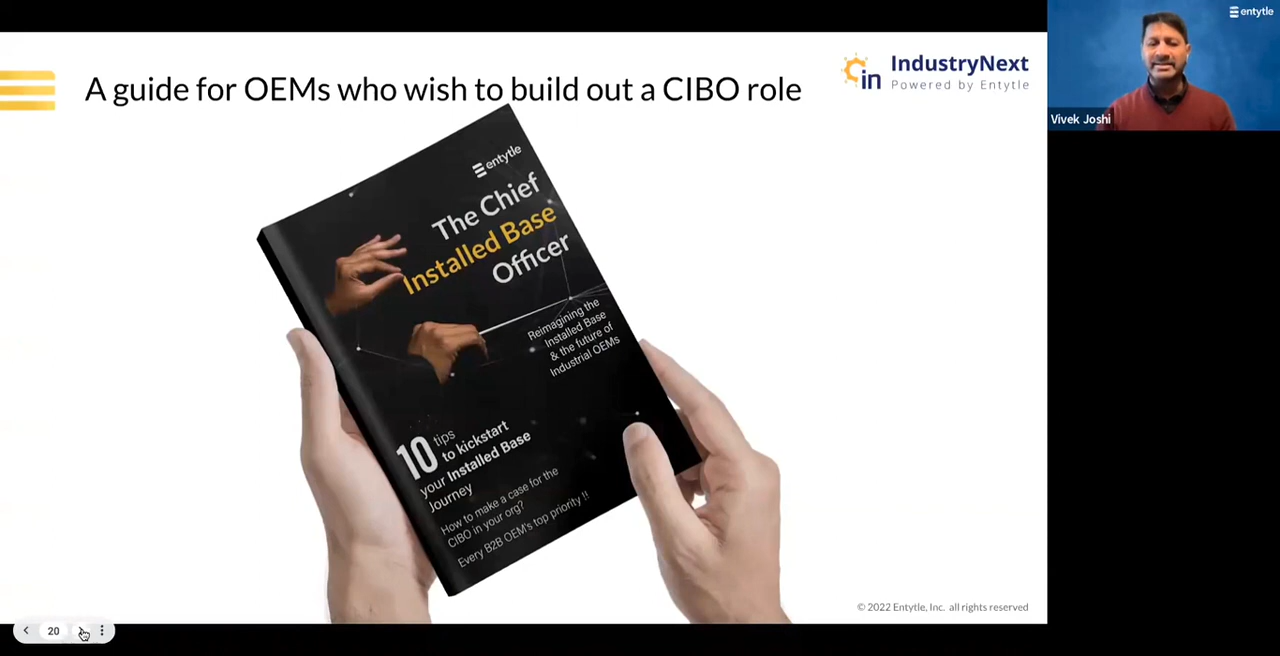 A guide for OEMs who wish to build out a CIBO role
in
IndustryNext
Powered by Entytle
entytle
Vivek Joshi
entytle
The Chief
Installed Base
Officer
Reimagining the
Installed Base
& the future of
Industrial OEMs
10 tips
to kickstart
your Installed Base
Journey
How to make a case for the
CIBO in your org?
Every B2B OEM's top priority !!
© 2022 Entytle, Inc. all rights reserved
20